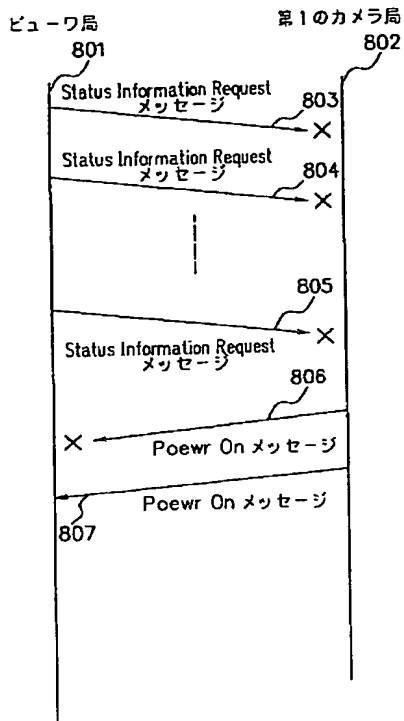 ビューワ局
第1のカメラ局
801
802
Status Information Request
メッセージ
803
Status Information Request
メッセージ
804
805
Status Information Request
メッセージ
806
Poewr On メッセージ
Poewr On メッセージ
807